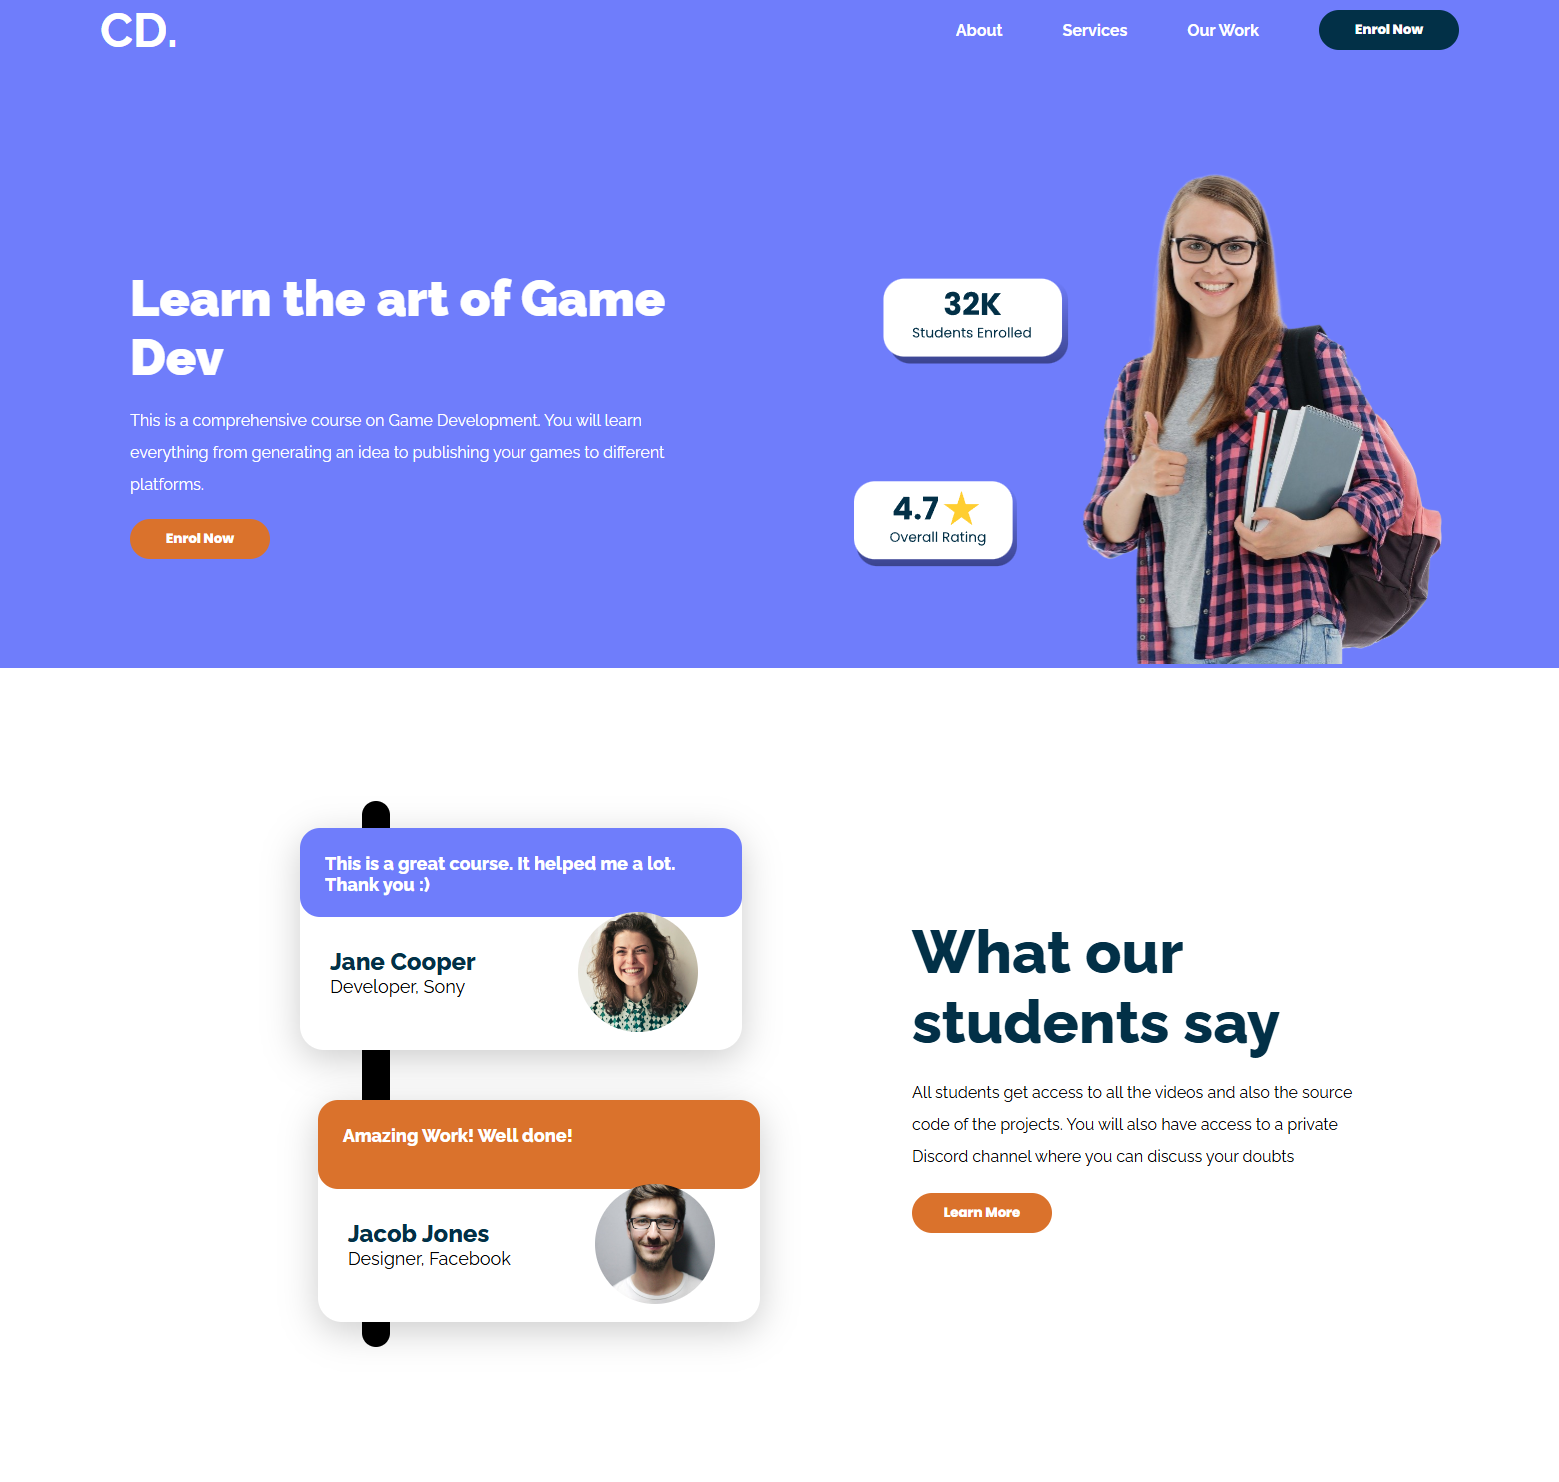 CD.
About
Services
Our Work
Enrol Now
Learn the art of Game
Dev
This is a comprehensive course on Game Development. You will learn
everything from generating an idea to publishing your games to different
platforms.
Enrol Now
32K
Students Enrolled
4.7
Overall Rating
This is a great course. It helped me a lot.
Thank you :)
Jane Cooper
Developer, Sony
Amazing Work! Well done!
Jacob Jones
Designer, Facebook
What our
students say
All students get access to all the videos and also the source
code of the projects. You will also have access to a private
Discord channel where you can discuss your doubts
Learn More